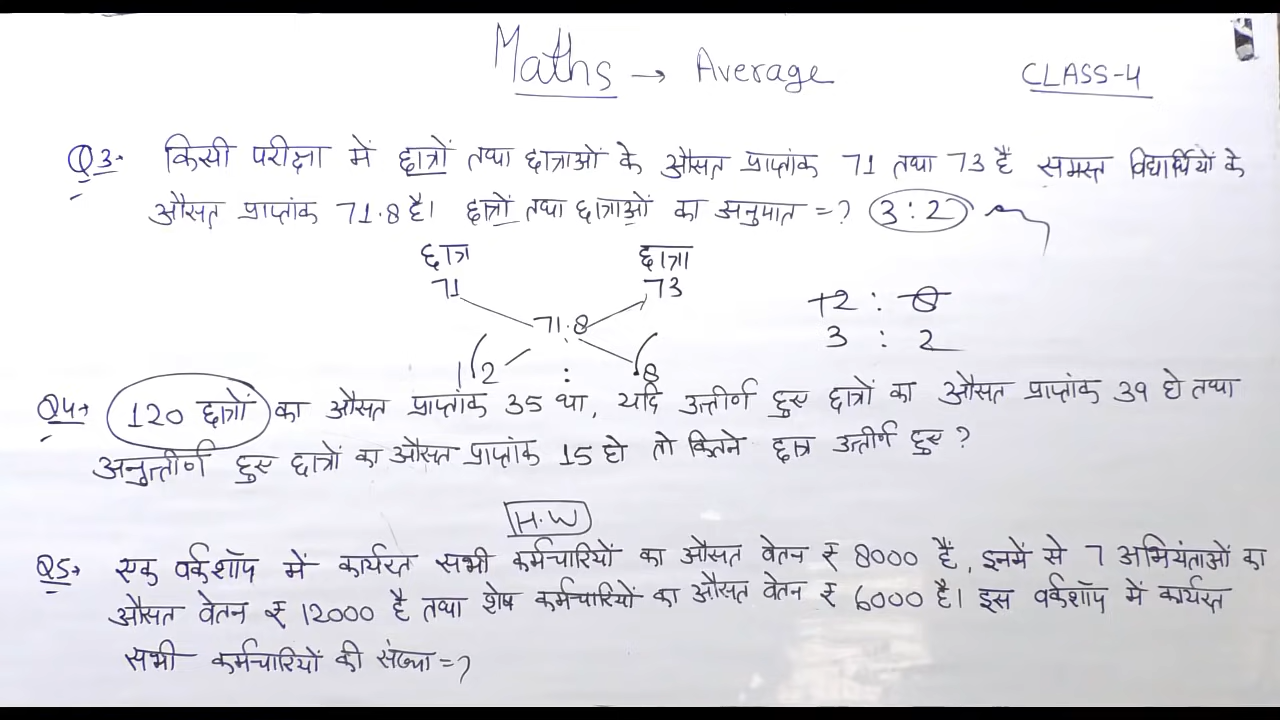 Maths → Average
CLASS-4
Q3. किसी परीक्षा में छात्रों तथा छात्राओं के औसत प्राप्तांक 71 तथा 73 हैं समस्त विद्यार्थियों के
औसत प्राप्तांक 71.8 है। छात्रों तथा छात्राओं का अनुपात = ? 3:2
छात्र छात्रा
71 73
71.8
12 : 8
12 : 8
3 : 2
Q4→ 120 छात्रों का औसत प्राप्तांक 35 था, यदि उत्तीर्ण हुए छात्रों का औसत प्राप्तांक 39 हो तथा
अनुत्तीर्ण हुए छात्रों का औसत प्राप्तांक 15 हो तो कितने छात्र उत्तीर्ण हुए ?
H.W
Q5→ एक वर्कशॉप में कार्यरत सभी कर्मचारियों का औसत वेतन ₹ 8000 हैं, इनमें से 7 अभियंताओं का
औसत वेतन ₹ 12000 है तथा शेष कर्मचारियों का औसत वेतन ₹ 6000 है। इस वर्कशॉप में कार्यरत
सभी कर्मचारियों की संख्या = ?